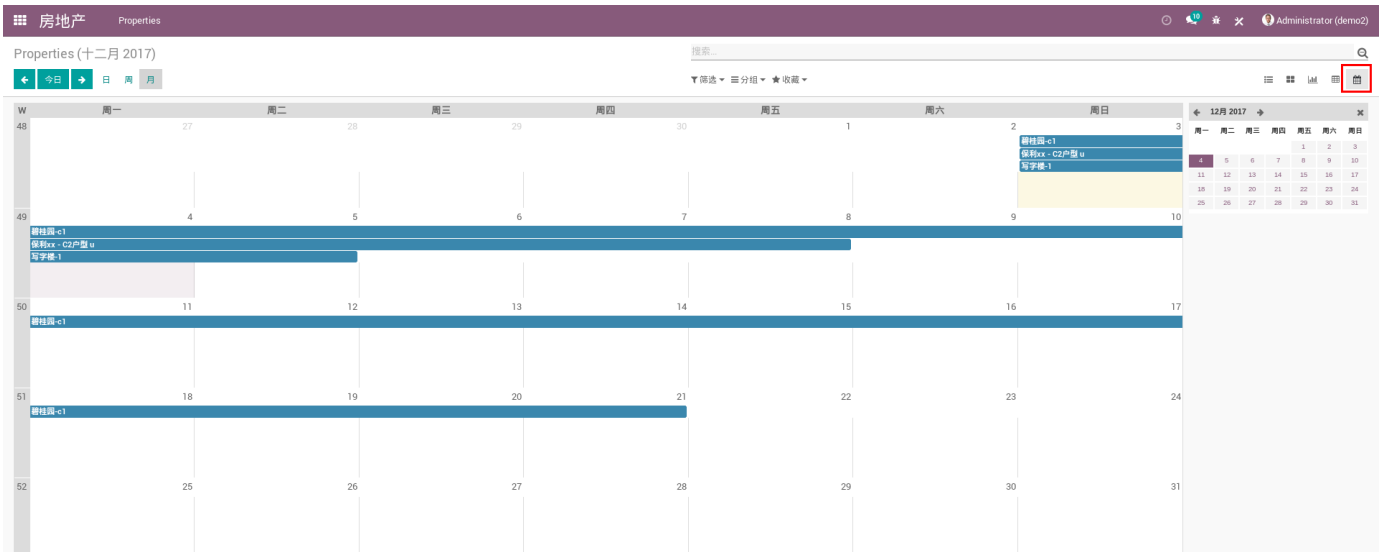 房地产 Properties 10 Administrator (demo2)
Properties (十二月 2017) 搜索...
今日 日 周 月 筛选 分组 收藏
W 周一 周二 周三 周四 周五 周六 周日 12月 2017
48 27 28 29 30 1 2 3
碧桂园-c1
保利xx - C2户型 u
写字楼-1
49 4 5 6 7 8 9 10
碧桂园-c1
保利xx - C2户型 u
写字楼-1
50 11 12 13 14 15 16 17
碧桂园-c1
51 18 19 20 21 22 23 24
碧桂园-c1
52 25 26 27 28 29 30 31
周一 周二 周三 周四 周五 周六 周日
1 2 3
4 5 6 7 8 9 10
11 12 13 14 15 16 17
18 19 20 21 22 23 24
25 26 27 28 29 30 31